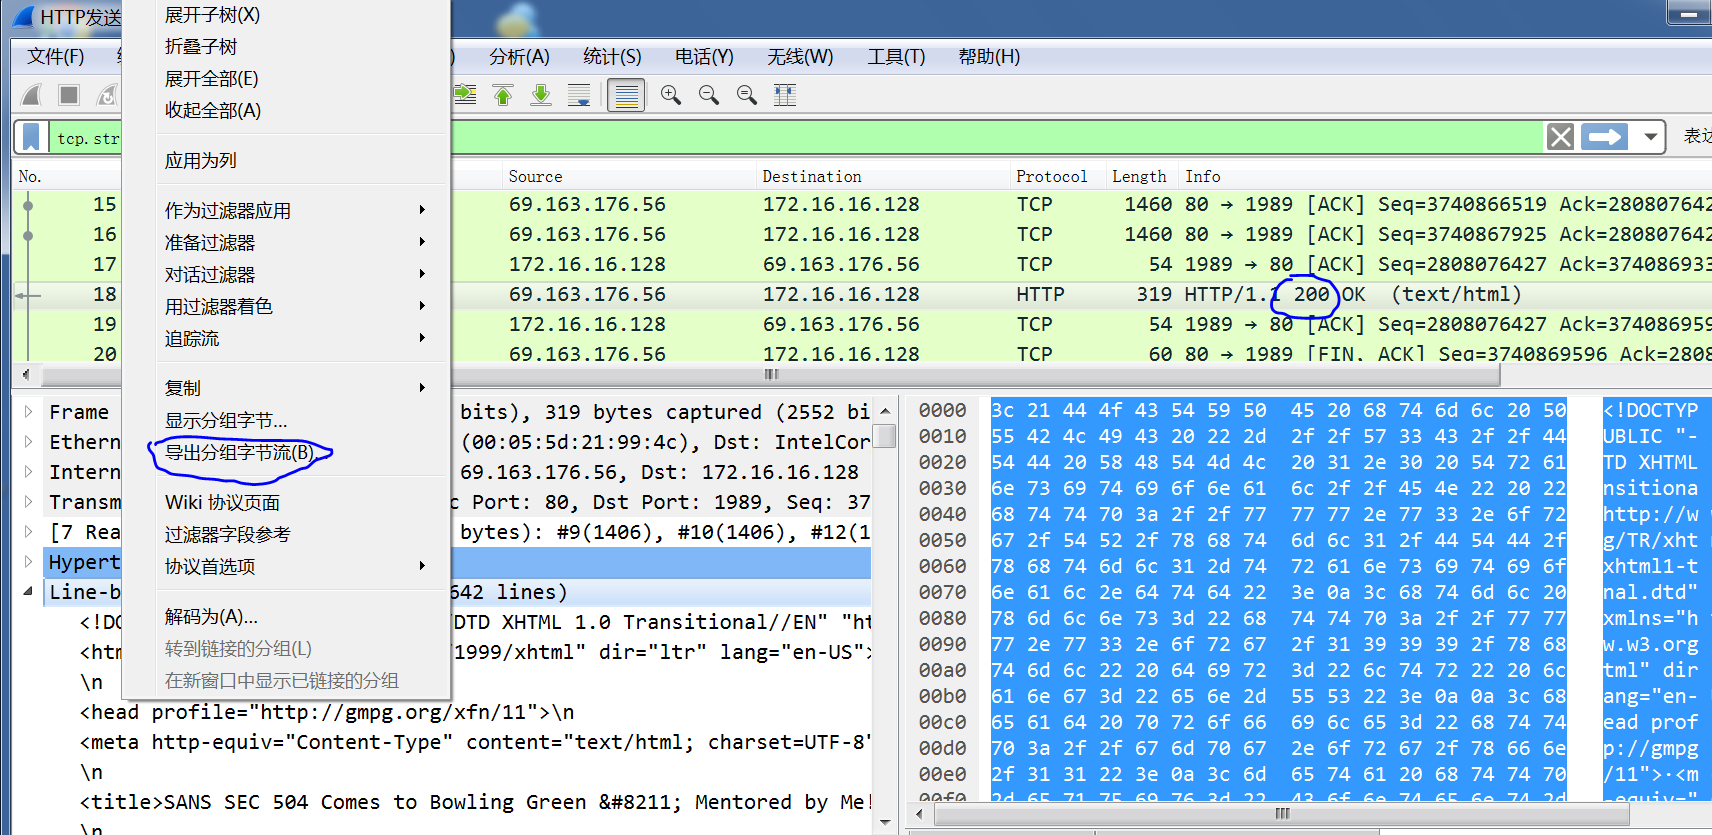 HTTP发送
展开子树(X)
折叠子树
展开全部(E)
收起全部(A)
应用为列
作为过滤器应用
准备过滤器
对话过滤器
用过滤器着色
追踪流
复制
显示分组字节...
导出分组字节流(B)...
Wiki 协议页面
过滤器字段参考
协议首选项
解码为(A)...
转到链接的分组(L)
在新窗口中显示已链接的分组
文件(F) 分析(A) 统计(S) 电话(Y) 无线(W) 工具(T) 帮助(H)
tcp.str 表达
No. Source Destination Protocol Length Info
15 69.163.176.56 172.16.16.128 TCP 1460 80 → 1989 [ACK] Seq=3740866519 Ack=280807642
16 69.163.176.56 172.16.16.128 TCP 1460 80 → 1989 [ACK] Seq=3740867925 Ack=280807642
17 172.16.16.128 69.163.176.56 TCP 54 1989 → 80 [ACK] Seq=2808076427 Ack=374086933
18 69.163.176.56 172.16.16.128 HTTP 319 HTTP/1.1 200 OK (text/html)
19 172.16.16.128 69.163.176.56 TCP 54 1989 → 80 [ACK] Seq=2808076427 Ack=374086959
20 69.163.176.56 172.16.16.128 TCP 60 80 → 1989 [FIN, ACK] Seq=3740869596 Ack=2808
Frame bits), 319 bytes captured (2552 bi
Ethern (00:05:5d:21:99:4c), Dst: IntelCor
Intern 69.163.176.56, Dst: 172.16.16.128
Transm c Port: 80, Dst Port: 1989, Seq: 37
[7 Rea bytes): #9(1406), #10(1406), #12(1
Hypert
Line-b 642 lines)
<!DO /DTD XHTML 1.0 Transitional//EN" "ht
<htm /1999/xhtml" dir="ltr" lang="en-US">
\n
<head profile="http://gmpg.org/xfn/11">\n
<meta http-equiv="Content-Type" content="text/html; charset=UTF-8"
\n
<title>SANS SEC 504 Comes to Bowling Green &#8211; Mentored by Me!
\n
0000 3c 21 44 4f 43 54 59 50 45 20 68 74 6d 6c 20 50 <!DOCTYP
0010 55 42 4c 49 43 20 22 2d 2f 2f 57 33 43 2f 2f 44 UBLIC "-
0020 54 44 20 58 48 54 4d 4c 20 31 2e 30 20 54 72 61 TD XHTML
0030 6e 73 69 74 69 6f 6e 61 6c 2f 2f 45 4e 22 20 22 nsitiona
0040 68 74 74 70 3a 2f 2f 77 77 77 2e 77 33 2e 6f 72 http://w
0050 67 2f 54 52 2f 78 68 74 6d 6c 31 2f 44 54 44 2f g/TR/xht
0060 78 68 74 6d 6c 31 2d 74 72 61 6e 73 69 74 69 6f xhtml1-t
0070 6e 61 6c 2e 64 74 64 22 3e 0a 3c 68 74 6d 6c 20 nal.dtd"
0080 78 6d 6c 6e 73 3d 22 68 74 74 70 3a 2f 2f 77 77 xmlns="h
0090 77 2e 77 33 2e 6f 72 67 2f 31 39 39 39 2f 78 68 w.w3.org
00a0 74 6d 6c 22 20 64 69 72 3d 22 6c 74 72 22 20 6c tml" dir
00b0 61 6e 67 3d 22 65 6e 2d 55 53 22 3e 0a 0a 3c 68 ang="en-
00c0 65 61 64 20 70 72 6f 66 69 6c 65 3d 22 68 74 74 ead prof
00d0 70 3a 2f 2f 67 6d 70 67 2e 6f 72 67 2f 78 66 6e p://gmpg
00e0 2f 31 31 22 3e 0a 3c 6d 65 74 61 20 68 74 74 70 /11">·<m
00f0 2d 65 71 75 69 76 3d 22 43 6f 6e 74 65 6e 74 2d -equiv="